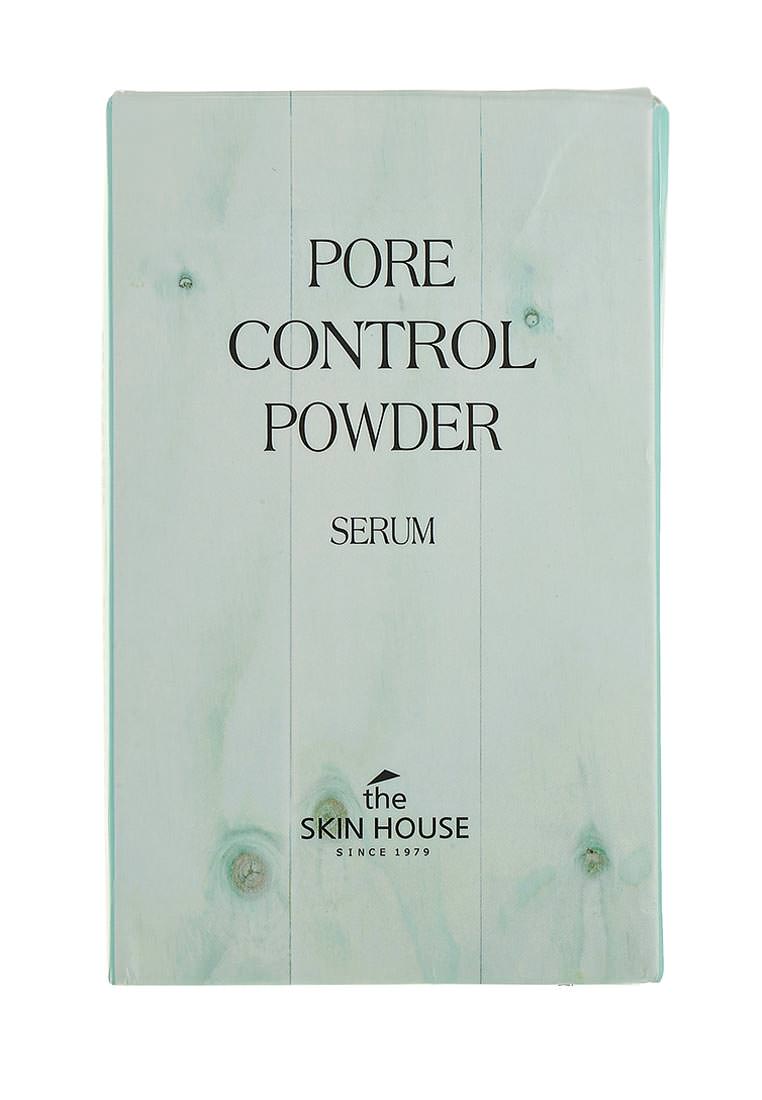 PORE
CONTROL
POWDER
SERUM
the
SKIN HOUSE
SINCE 1979